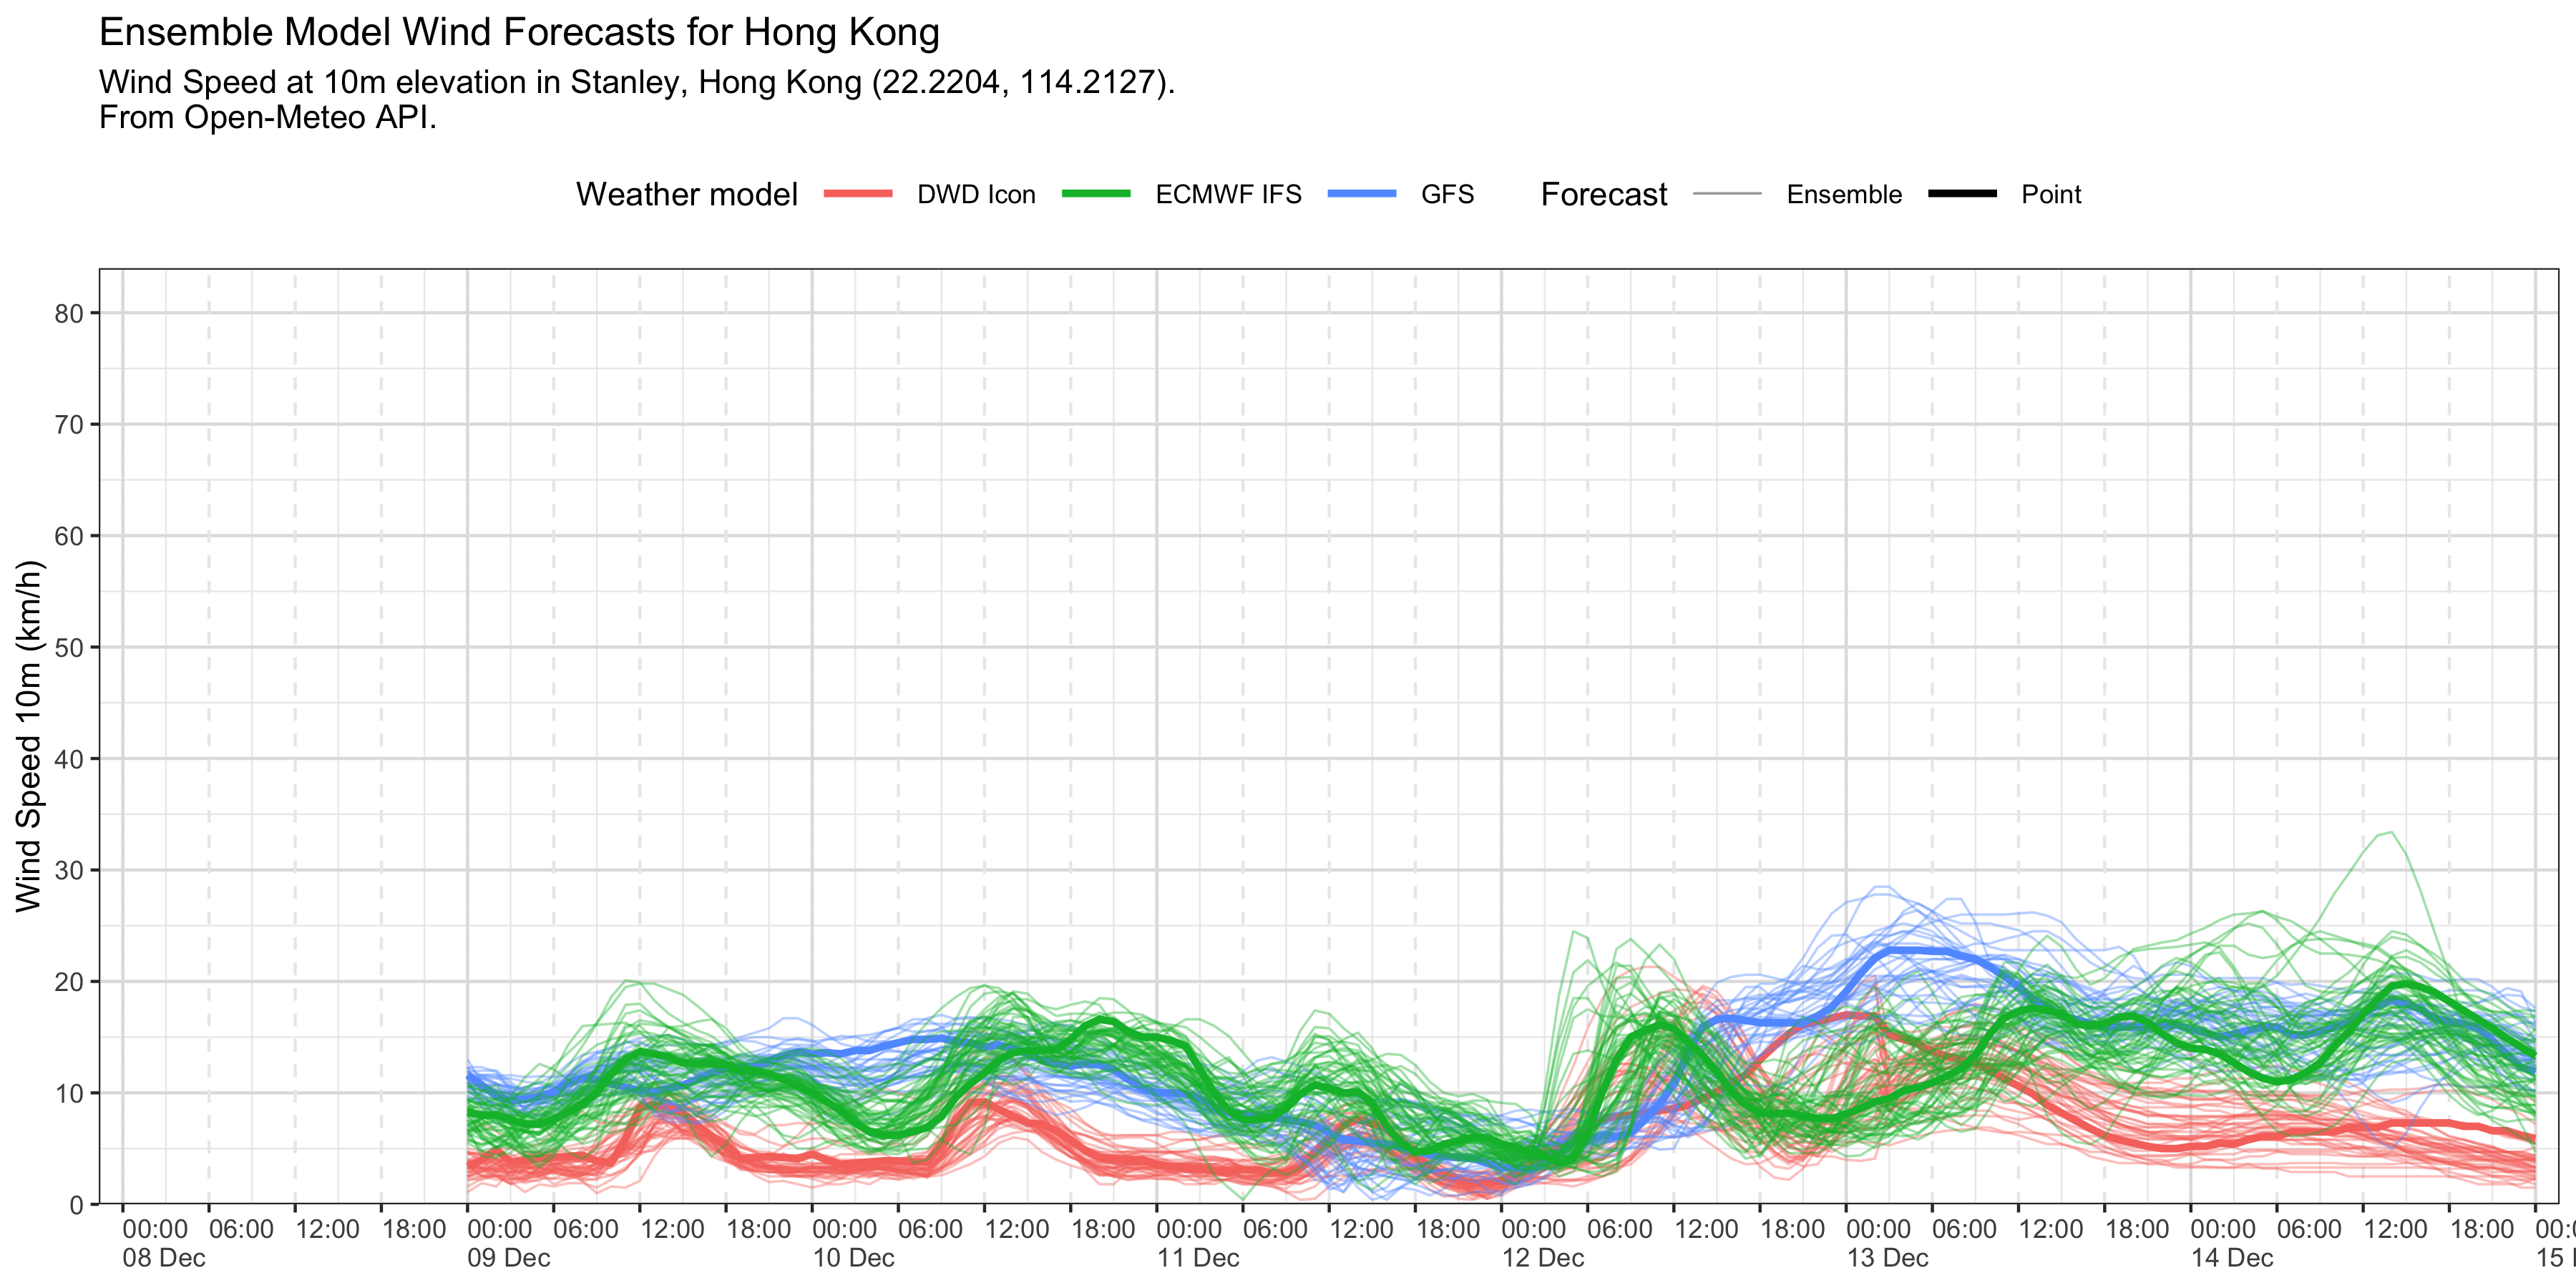 Ensemble Model Wind Forecasts for Hong Kong
Wind Speed at 10m elevation in Stanley, Hong Kong (22.2204, 114.2127).
From Open-Meteo API.
Weather model DWD Icon ECMWF IFS GFS Forecast Ensemble Point
Wind Speed 10m (km/h)
80
70
60
50
40
30
20
10
0
00:00 06:00 12:00 18:00 00:00 06:00 12:00 18:00 00:00 06:00 12:00 18:00 00:00 06:00 12:00 18:00 00:00 06:00 12:00 18:00 00:00 06:00 12:00 18:00 00:00 06:00 12:00 18:00
08 Dec 09 Dec 10 Dec 11 Dec 12 Dec 13 Dec 14 Dec 15